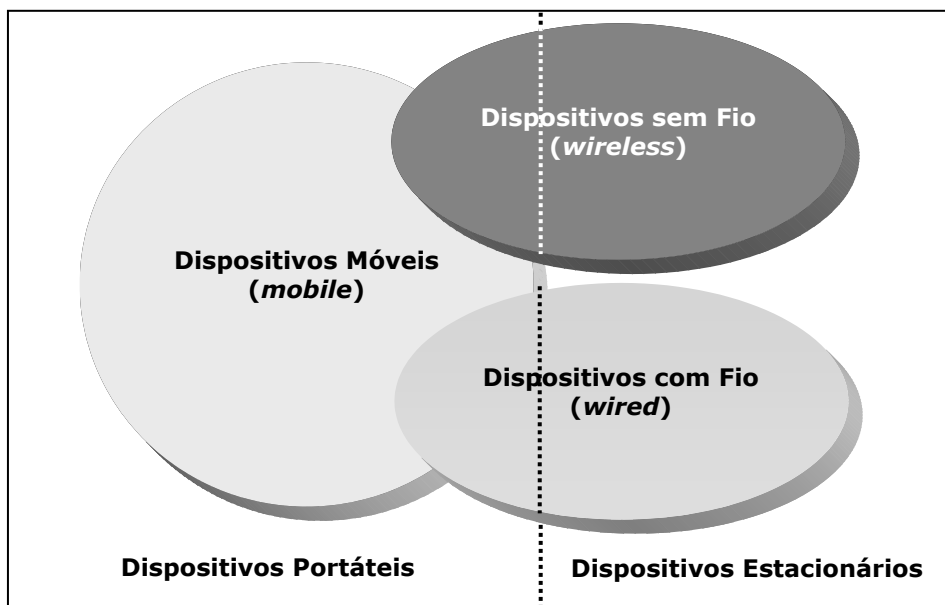 Dispositivos sem Fio
(wireless)
Dispositivos Móveis
(mobile)
Dispositivos com Fio
(wired)
Dispositivos Portáteis
Dispositivos Estacionários